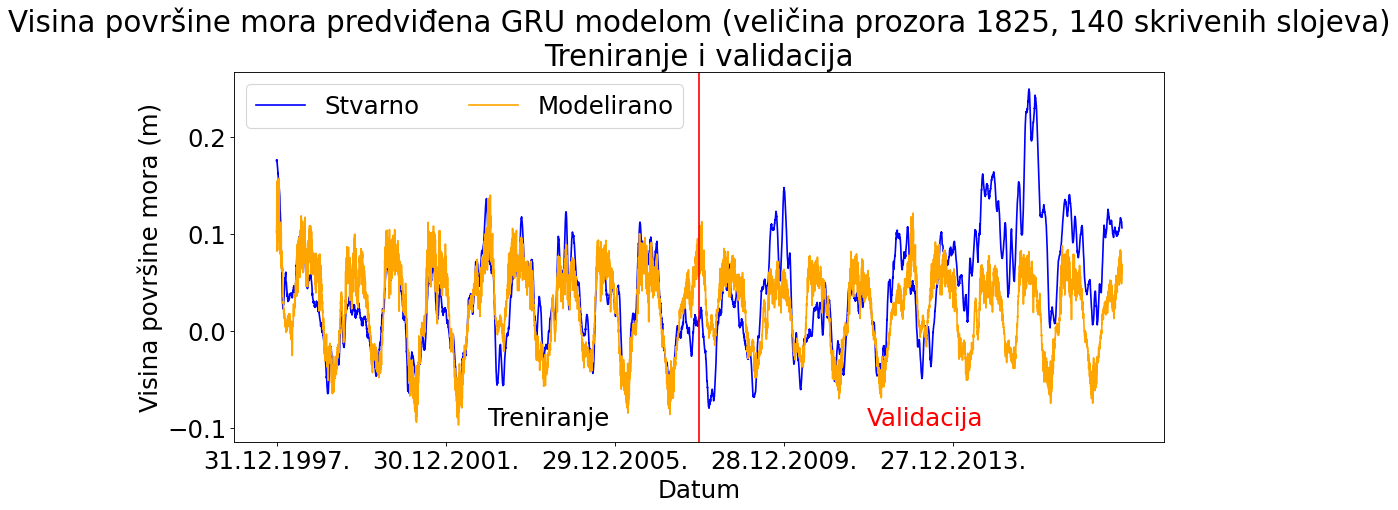 Visina površine mora predviđena GRU modelom (veličina prozora 1825, 140 skrivenih slojeva)
Treniranje i validacija
Stvarno
Modelirano
Visina površine mora (m)
0.2
0.1
0.0
−0.1
Treniranje
Validacija
31.12.1997.
30.12.2001.
29.12.2005.
28.12.2009.
27.12.2013.
Datum